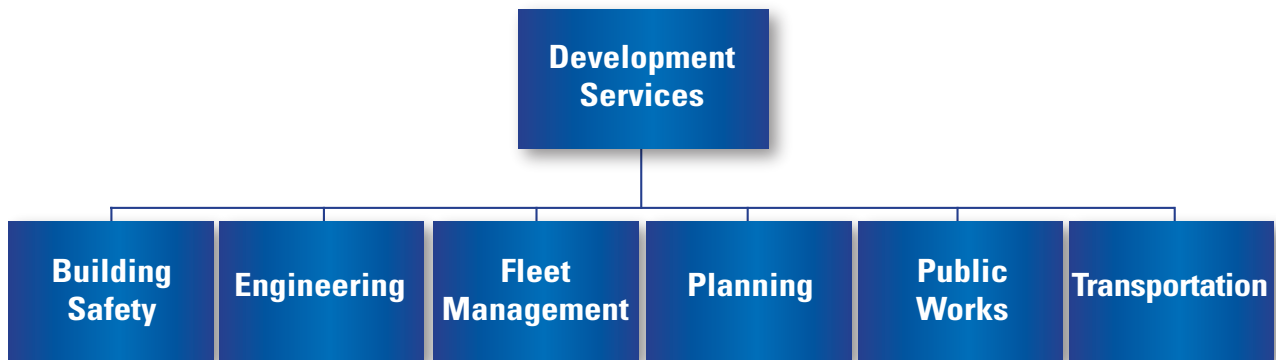 Development
Services
Building
Safety
Engineering
Fleet
Management
Planning
Public
Works
Transportation